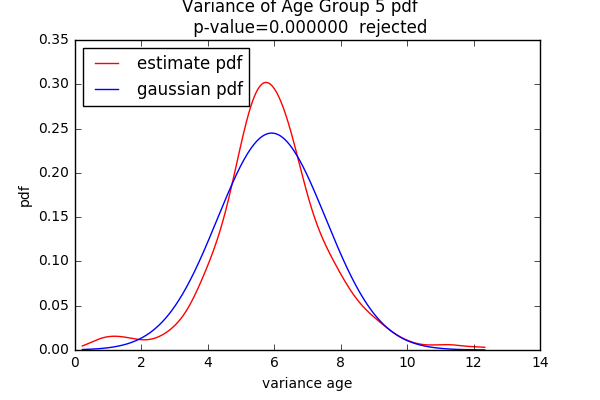 Variance of Age Group 5 pdf
p-value=0.000000 rejected
0.35
0.30
0.25
0.20
0.15
0.10
0.05
0.00
pdf
estimate pdf
gaussian pdf
0 2 4 6 8 10 12 14
variance age